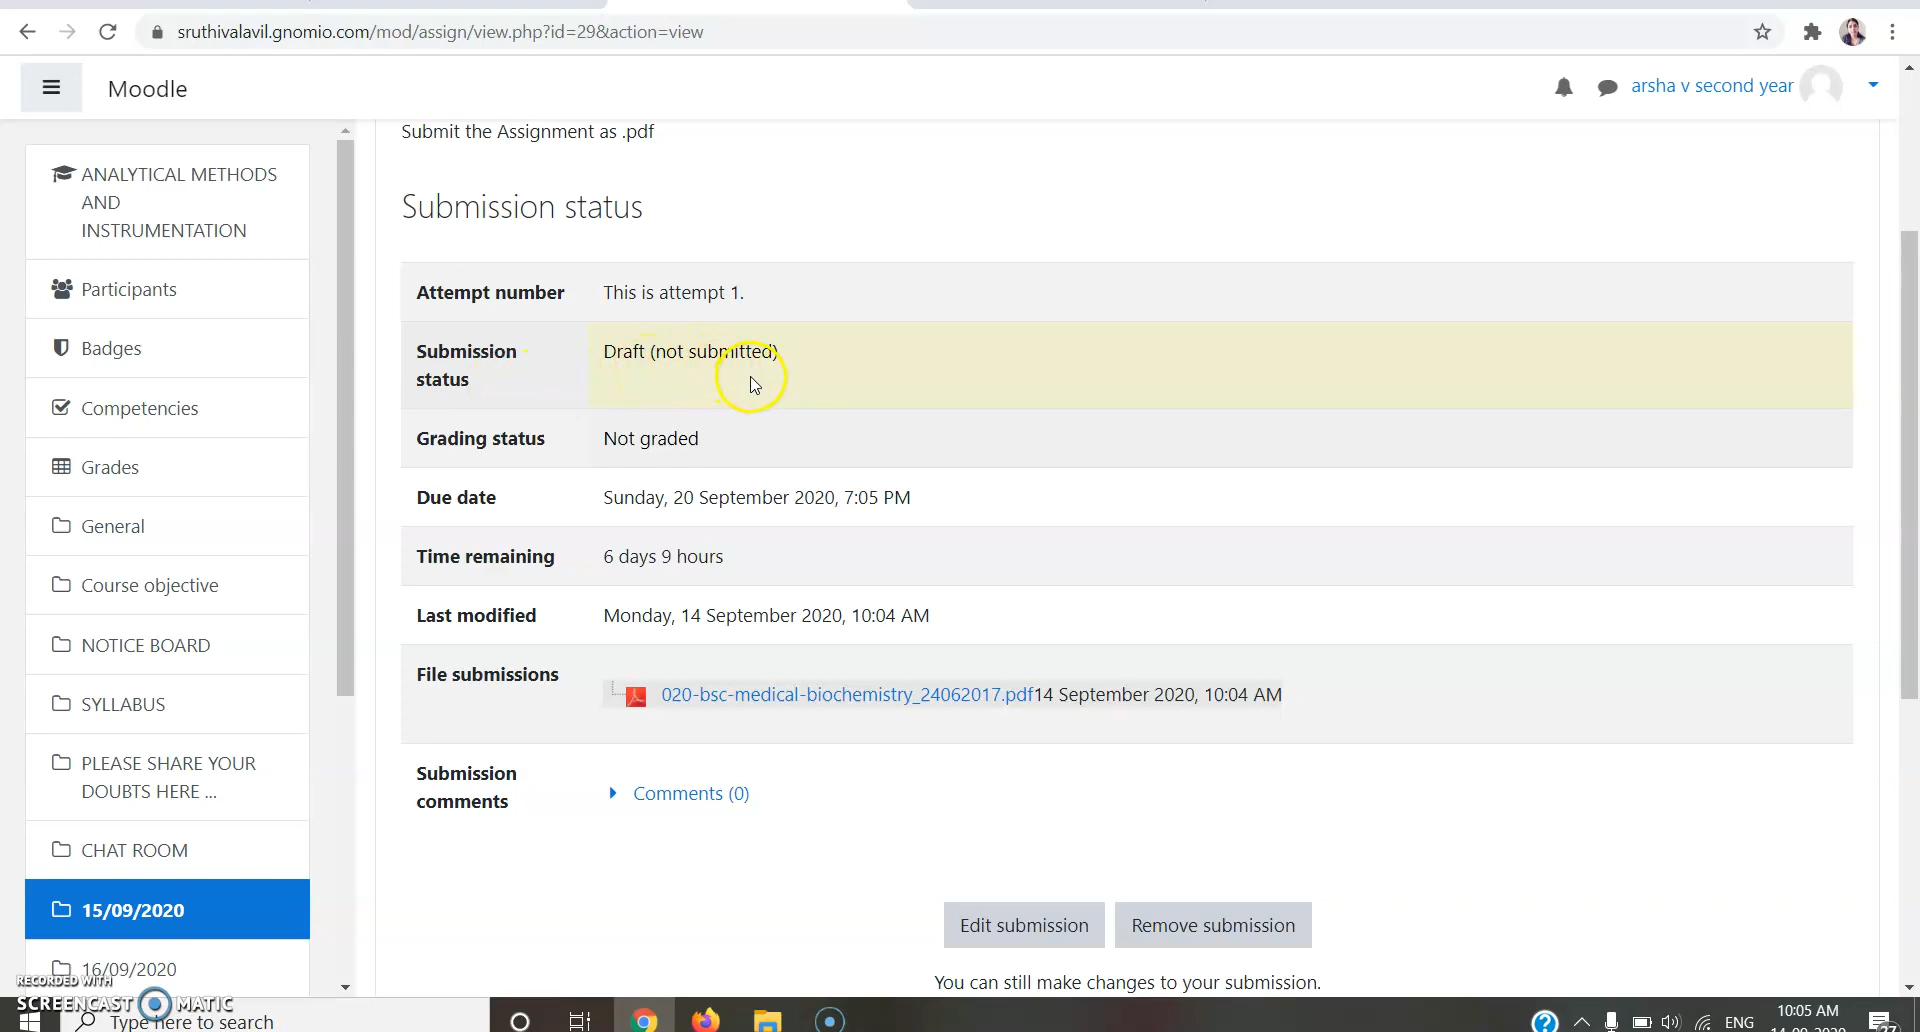 sruthivalavil.gnomio.com/mod/assign/view.php?id=29&action=view
Moodle
arsha v second year
ANALYTICAL METHODS
AND
INSTRUMENTATION
Participants
Badges
Competencies
Grades
General
Course objective
NOTICE BOARD
SYLLABUS
PLEASE SHARE YOUR
DOUBTS HERE ...
CHAT ROOM
15/09/2020
16/09/2020
Submit the Assignment as .pdf
Submission status
Attempt number This is attempt 1.
Submission status Draft (not submitted)
Grading status Not graded
Due date Sunday, 20 September 2020, 7:05 PM
Time remaining 6 days 9 hours
Last modified Monday, 14 September 2020, 10:04 AM
File submissions 020-bsc-medical-biochemistry_24062017.pdf14 September 2020, 10:04 AM
Submission comments Comments (0)
Edit submission Remove submission
You can still make changes to your submission.
RECORDED WITH
SCREENCAST MATIC
Type here to search
ENG
10:05 AM